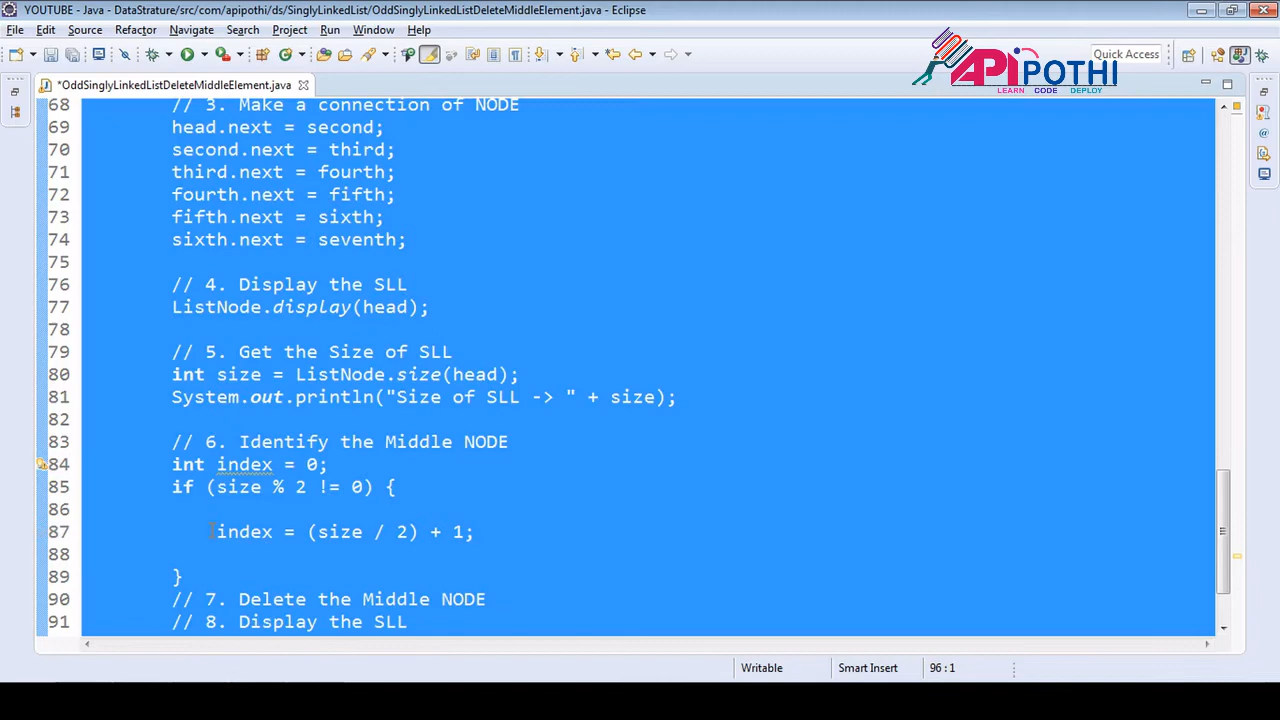 YOUTUBE - Java - DataStrature/src/com/apipothi/ds/SinglyLinkedList/OddSinglyLinkedListDeleteMiddleElement.java - Eclipse
File Edit Source Refactor Navigate Search Project Run Window Help
Quick Access
APIPOTHI
LEARN CODE DEPLOY
*OddSinglyLinkedListDeleteMiddleElement.java
68 // 3. Make a connection of NODE
69 head.next = second;
70 second.next = third;
71 third.next = fourth;
72 fourth.next = fifth;
73 fifth.next = sixth;
74 sixth.next = seventh;
75
76 // 4. Display the SLL
77 ListNode.display(head);
78
79 // 5. Get the Size of SLL
80 int size = ListNode.size(head);
81 System.out.println("Size of SLL -> " + size);
82
83 // 6. Identify the Middle NODE
84 int index = 0;
85 if (size % 2 != 0) {
86
87 index = (size / 2) + 1;
88
89 }
90 // 7. Delete the Middle NODE
91 // 8. Display the SLL
Writable Smart Insert 96 : 1